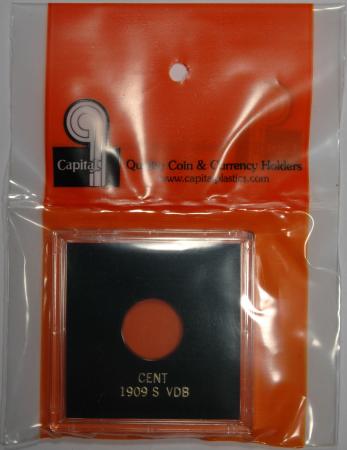 Capital
Quality Coin & Currency Holders
www.capitalplastics.com
CENT
1909 S VDB